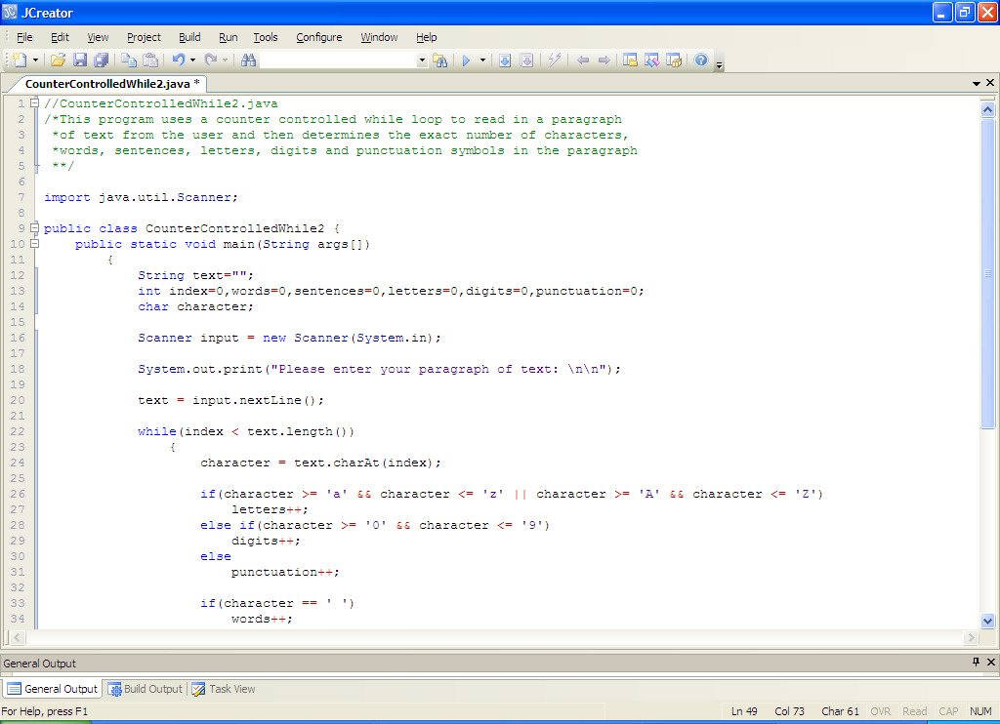 JCreator
File Edit View Project Build Run Tools Configure Window Help
CounterControlledWhile2.java *
1 //CounterControlledWhile2.java
2 /*This program uses a counter controlled while loop to read in a paragraph
3 *of text from the user and then determines the exact number of characters,
4 *words, sentences, letters, digits and punctuation symbols in the paragraph
5 **/
6
7 import java.util.Scanner;
8
9 public class CounterControlledWhile2 {
10 public static void main(String args[])
11 {
12 String text="";
13 int index=0,words=0,sentences=0,letters=0,digits=0,punctuation=0;
14 char character;
15
16 Scanner input = new Scanner(System.in);
17
18 System.out.print("Please enter your paragraph of text: \n\n");
19
20 text = input.nextLine();
21
22 while(index < text.length())
23 {
24 character = text.charAt(index);
25
26 if(character >= 'a' && character <= 'z' || character >= 'A' && character <= 'Z')
27 letters++;
28 else if(character >= '0' && character <= '9')
29 digits++;
30 else
31 punctuation++;
32
33 if(character == ' ')
34 words++;
General Output
General Output Build Output Task View
For Help, press F1 Ln 49 Col 73 Char 61 OVR Read CAP NUM